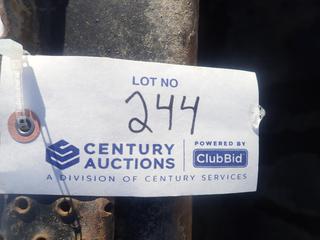 LOT NO
244
CENTURY AUCTIONS
POWERED BY
ClubBid
A DIVISION OF CENTURY SERVICES